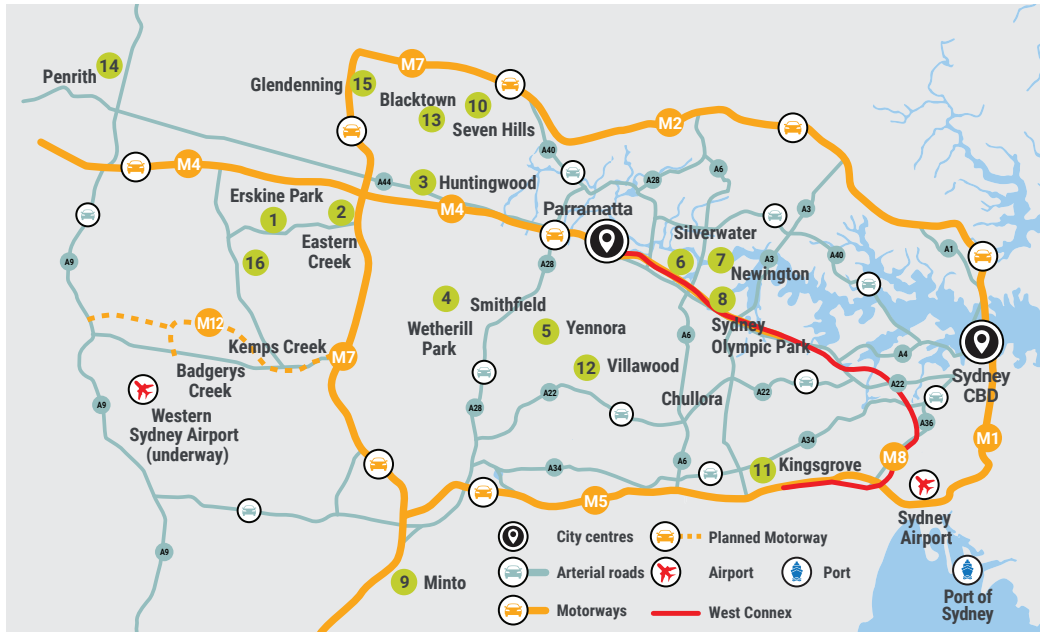 14
Penrith
Glendenning
15
M7
Blacktown
10
13
Seven Hills
M2
A40
M4
A44
3
Huntingwood
A28
A6
A3
Erskine Park
1
2
Eastern
Creek
M4
Parramatta
Silverwater
6
7
Newington
A3
A40
A1
16
A9
A28
4
Smithfield
Wetherill
Park
8
Sydney
Olympic Park
M12
Kemps Creek
M7
Badgerys
Creek
5
Yennora
A6
12
Villawood
A4
Sydney
CBD
Western
Sydney Airport
(underway)
A9
A28
A22
Chullora
A22
A22
A36
A34
M1
A34
A6
11
Kingsgrove
M8
M5
Sydney
Airport
A9
9
Minto
Port of
Sydney
City centres
Planned Motorway
Arterial roads
Airport
Port
Motorways
West Connex